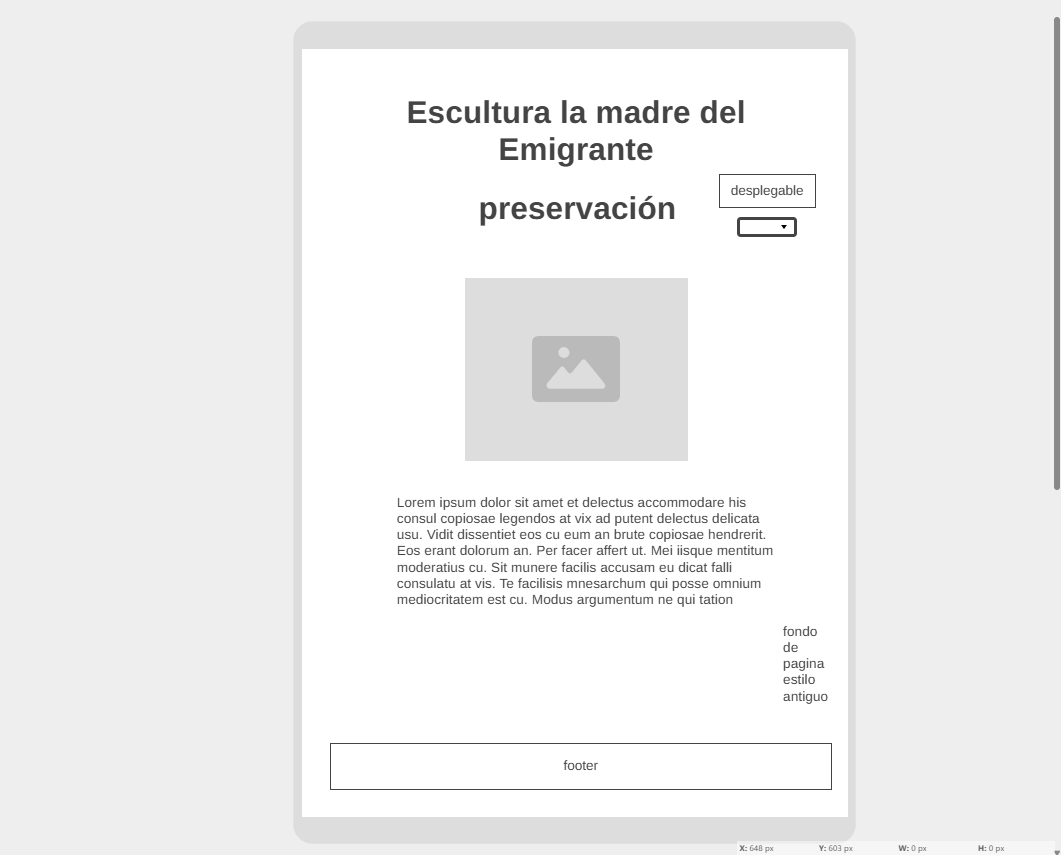 Escultura la madre del
Emigrante
preservación
desplegable
Lorem ipsum dolor sit amet et delectus accommodare his
consul copiosae legendos at vix ad putent delectus delicata
usu. Vidit dissentiet eos cu eum an brute copiosae hendrerit.
Eos erant dolorum an. Per facer affert ut. Mei iisque mentitum
moderatius cu. Sit munere facilis accusam eu dicat falli
consulatu at vis. Te facilisis mnesarchum qui posse omnium
mediocritatem est cu. Modus argumentum ne qui tation
fondo
de
pagina
estilo
antiguo
footer
X: 648 px Y: 603 px W: 0 px H: 0 px